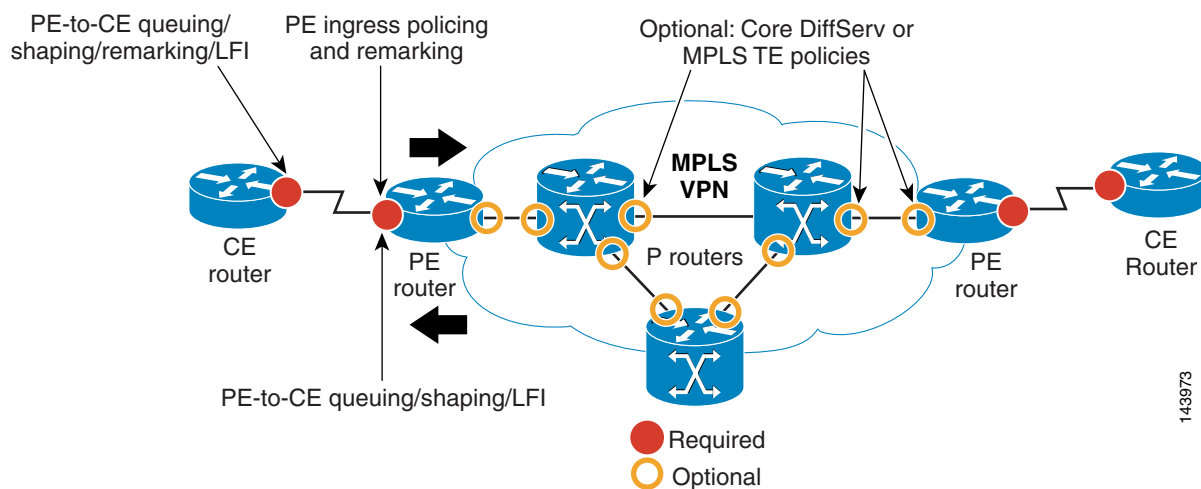 PE-to-CE queuing/
shaping/remarking/LFI
PE ingress policing
and remarking
Optional: Core DiffServ or
MPLS TE policies
MPLS
VPN
CE
router
PE
router
P routers
PE
router
CE
Router
PE-to-CE queuing/shaping/LFI
Required
Optional
143973